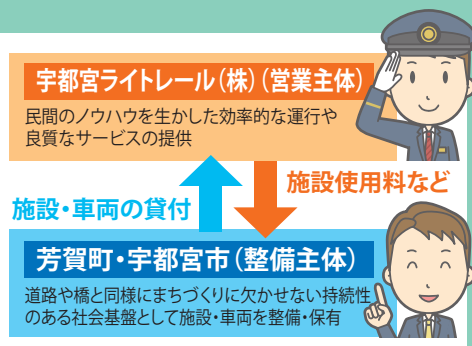 宇都宮ライトレール(株)(営業主体)
民間のノウハウを生かした効率的な運行や
良質なサービスの提供
施設使用料など
施設・車両の貸付
芳賀町・宇都宮市(整備主体)
道路や橋と同様にまちづくりに欠かせない持続性
のある社会基盤として施設・車両を整備・保有